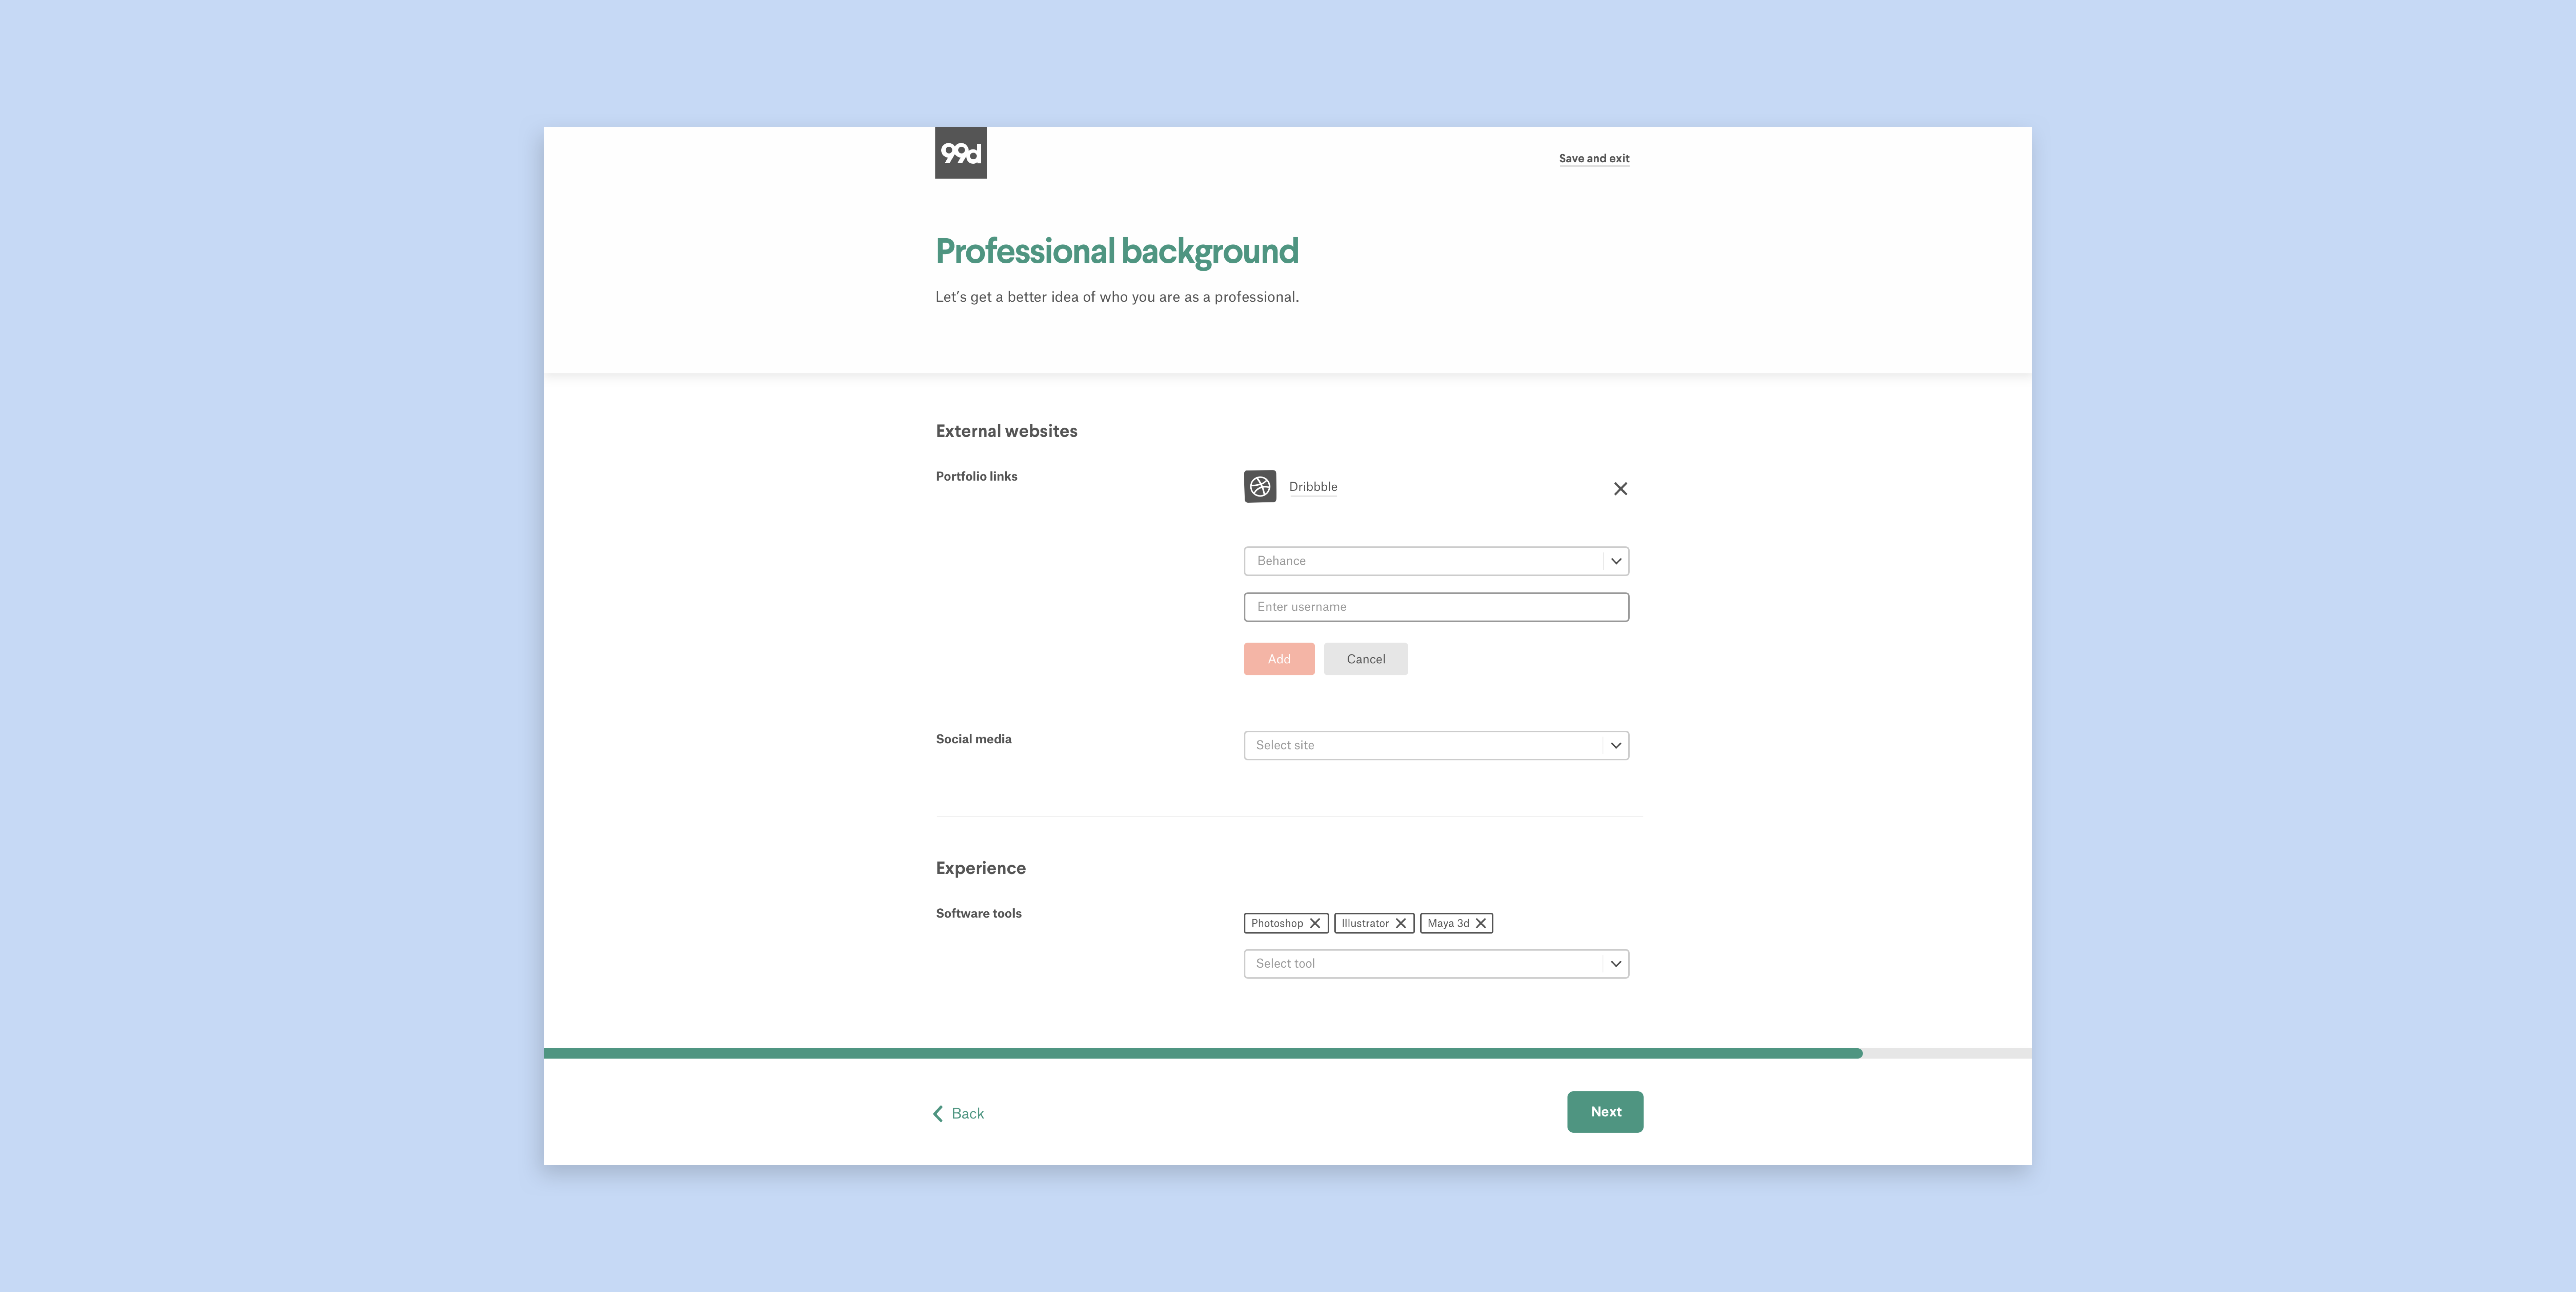 99d
Save and exit
Professional background
Let’s get a better idea of who you are as a professional.
External websites
Portfolio links
Dribbble
Behance
Enter username
Add
Cancel
Social media
Select site
Experience
Software tools
Photoshop
Illustrator
Maya 3d
Select tool
Back
Next